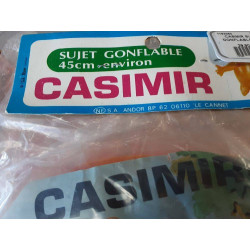 SUJET GONFLABLE
45cm-environ
CASIMIR
S.A. ANDOR BP 62 06110 LE CANNET
CASIMIR